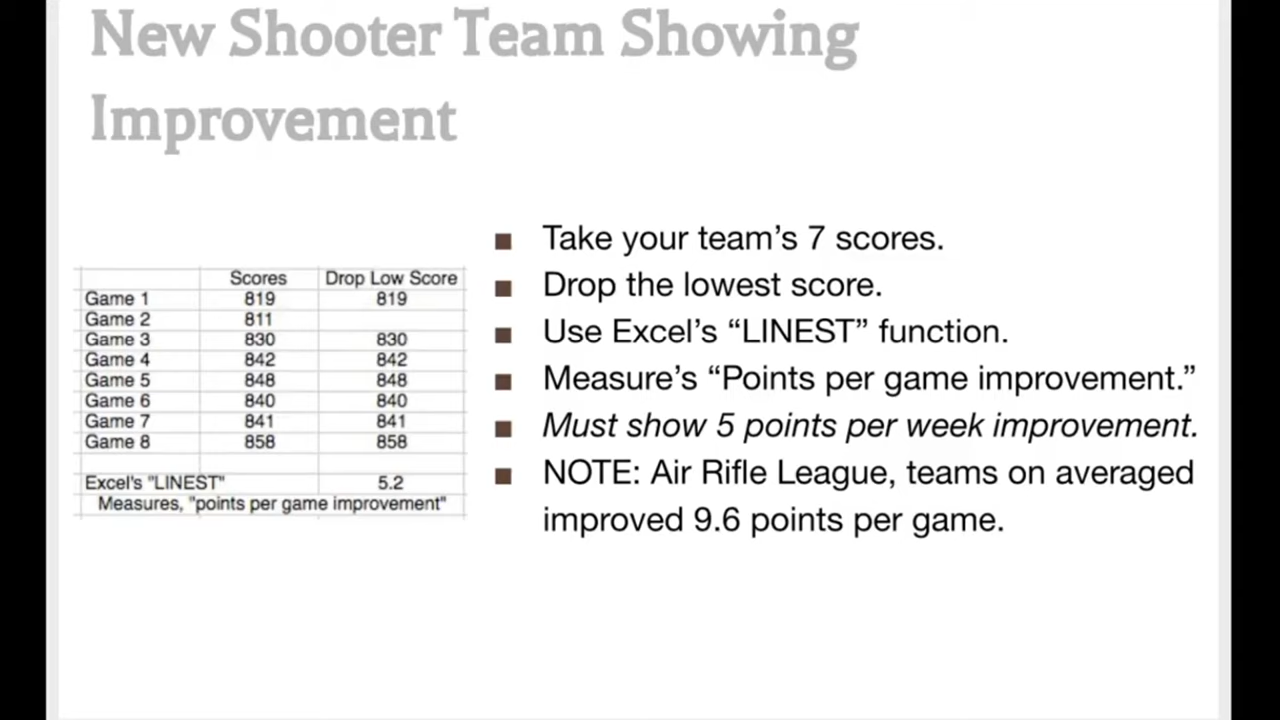 New Shooter Team Showing
Improvement
Scores Drop Low Score
Game 1 819 819
Game 2 811
Game 3 830 830
Game 4 842 842
Game 5 848 848
Game 6 840 840
Game 7 841 841
Game 8 858 858
Excel's "LINEST" 5.2
Measures, "points per game improvement"
Take your team’s 7 scores.
Drop the lowest score.
Use Excel’s “LINEST” function.
Measure’s “Points per game improvement.”
Must show 5 points per week improvement.
NOTE: Air Rifle League, teams on averaged
improved 9.6 points per game.